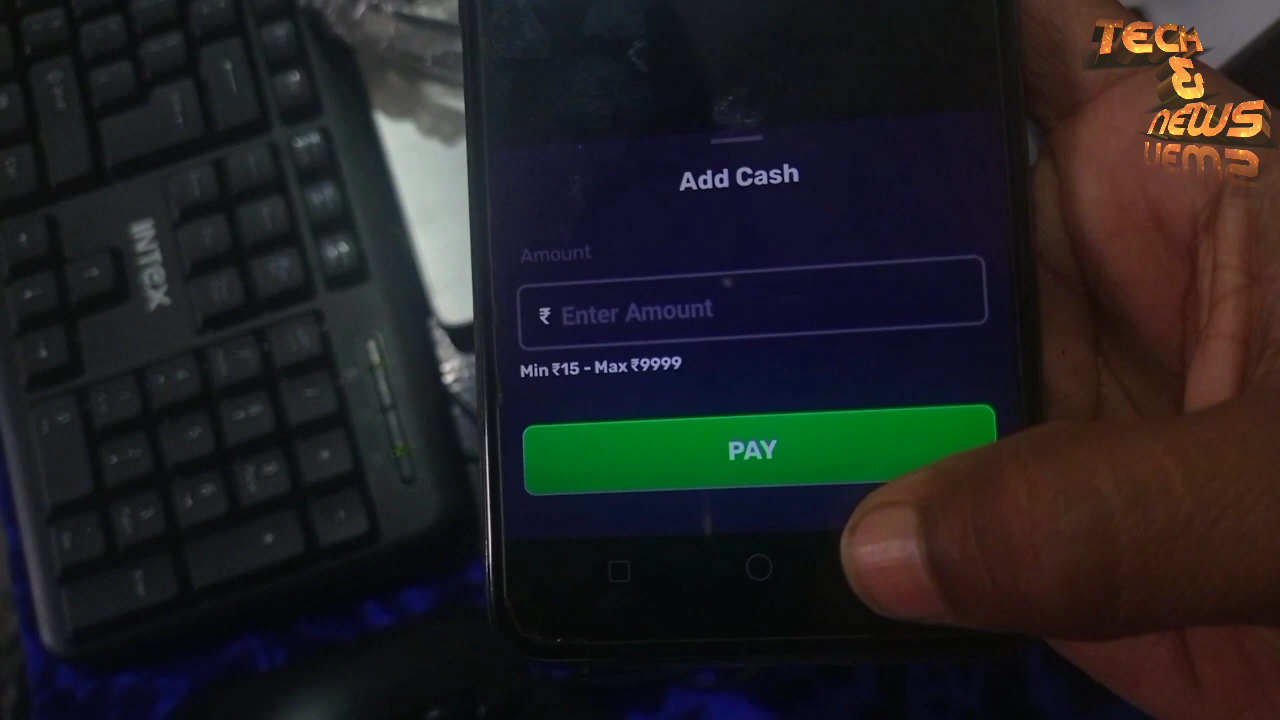 TECH
&
NEWS
INTEX
Add Cash
Amount
₹ Enter Amount
Min ₹15 - Max ₹9999
PAY